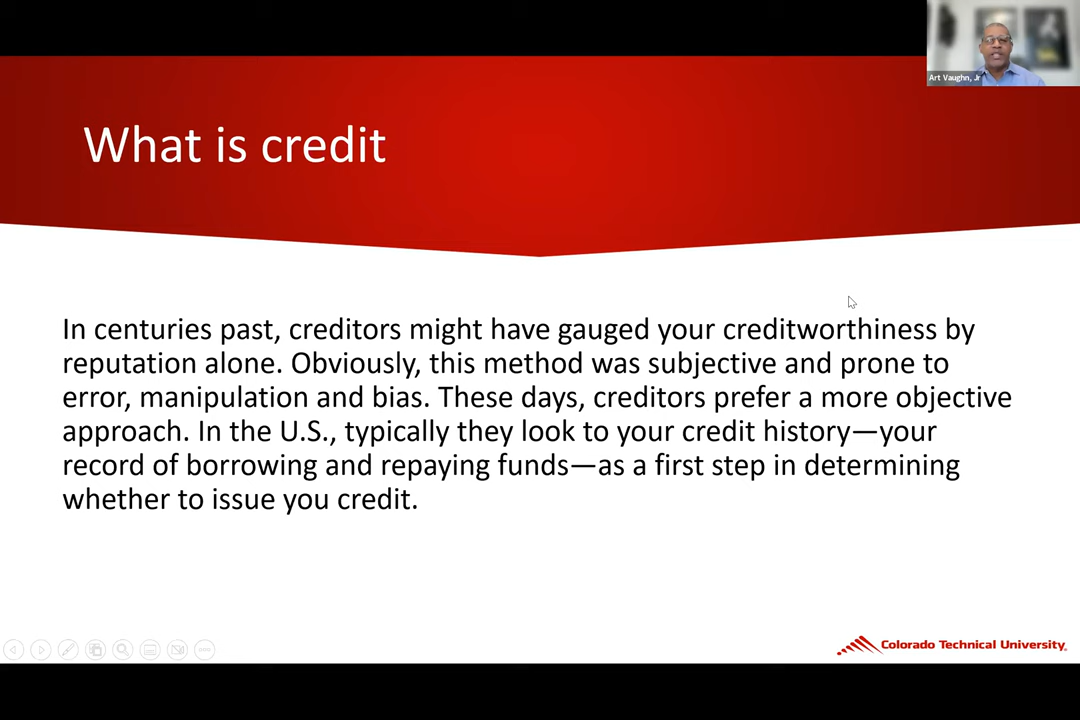 Art Vaughn, Jr
What is credit
In centuries past, creditors might have gauged your creditworthiness by
reputation alone. Obviously, this method was subjective and prone to
error, manipulation and bias. These days, creditors prefer a more objective
approach. In the U.S., typically they look to your credit history—your
record of borrowing and repaying funds—as a first step in determining
whether to issue you credit.
Colorado Technical University